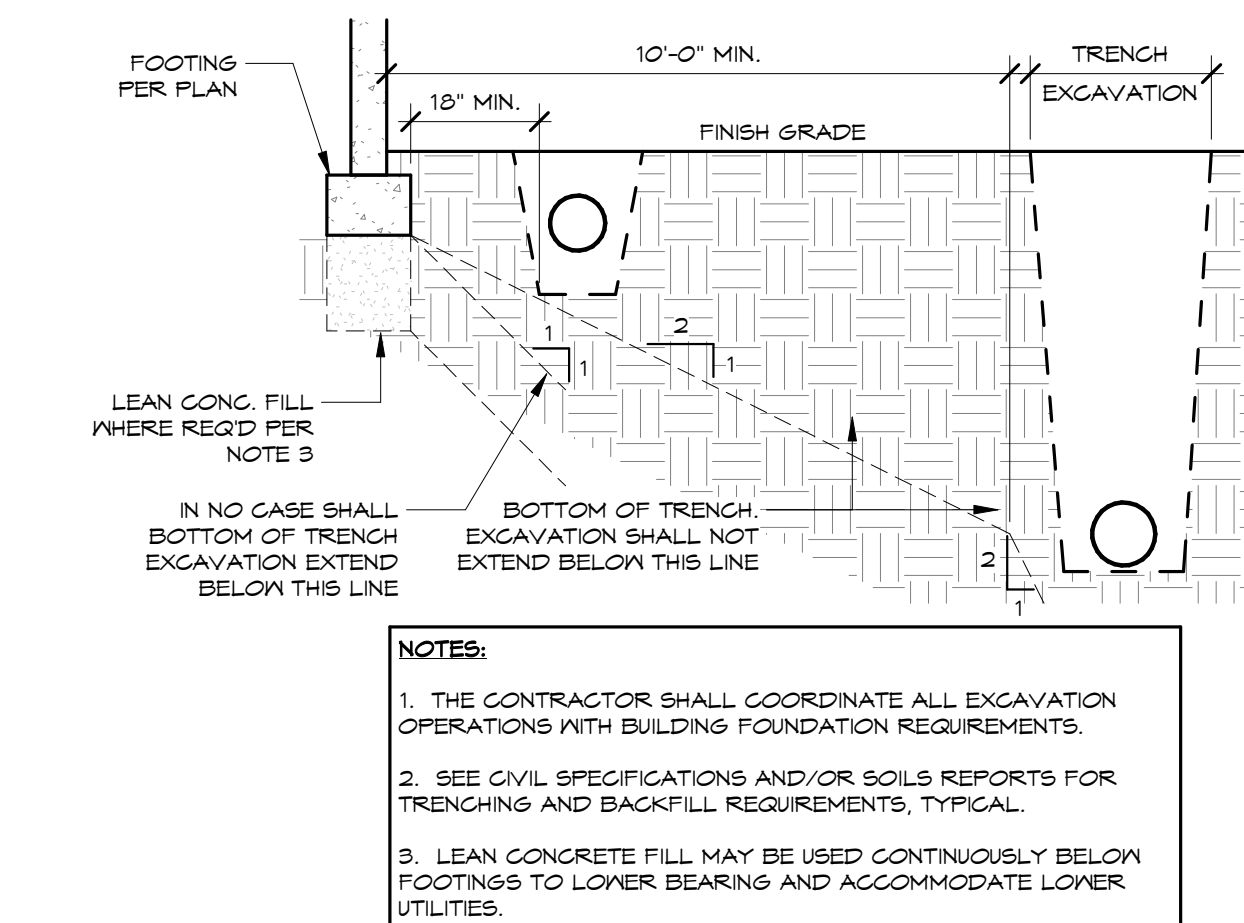 FOOTING
PER PLAN
10'-0" MIN.
TRENCH
EXCAVATION
18" MIN.
FINISH GRADE
1
1
2
1
LEAN CONC. FILL
WHERE REQ'D PER
NOTE 3
IN NO CASE SHALL
BOTTOM OF TRENCH
EXCAVATION EXTEND
BELOW THIS LINE
BOTTOM OF TRENCH.
EXCAVATION SHALL NOT
EXTEND BELOW THIS LINE
2
1
NOTES:
1. THE CONTRACTOR SHALL COORDINATE ALL EXCAVATION
OPERATIONS WITH BUILDING FOUNDATION REQUIREMENTS.
2. SEE CIVIL SPECIFICATIONS AND/OR SOILS REPORTS FOR
TRENCHING AND BACKFILL REQUIREMENTS, TYPICAL.
3. LEAN CONCRETE FILL MAY BE USED CONTINUOUSLY BELOW
FOOTINGS TO LOWER BEARING AND ACCOMMODATE LOWER
UTILITIES.